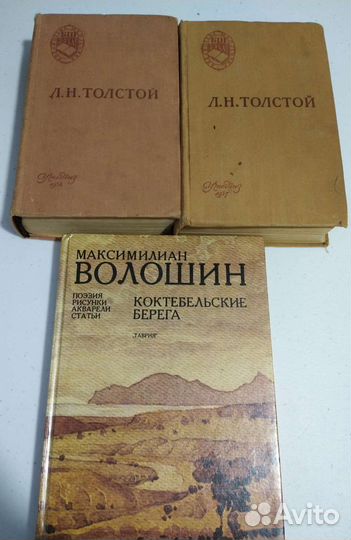 Л.Н.ТОЛСТОЙ
Л.Н.ТОЛСТОЙ
МАКСИМИЛИАН
ВОЛОШИН
ПОЭЗИЯ
РИСУНКИ
АКВАРЕЛИ
СТАТЬИ
КОКТЕБЕЛЬСКИЕ
БЕРЕГА
„ТАВРИЯ"
Avito